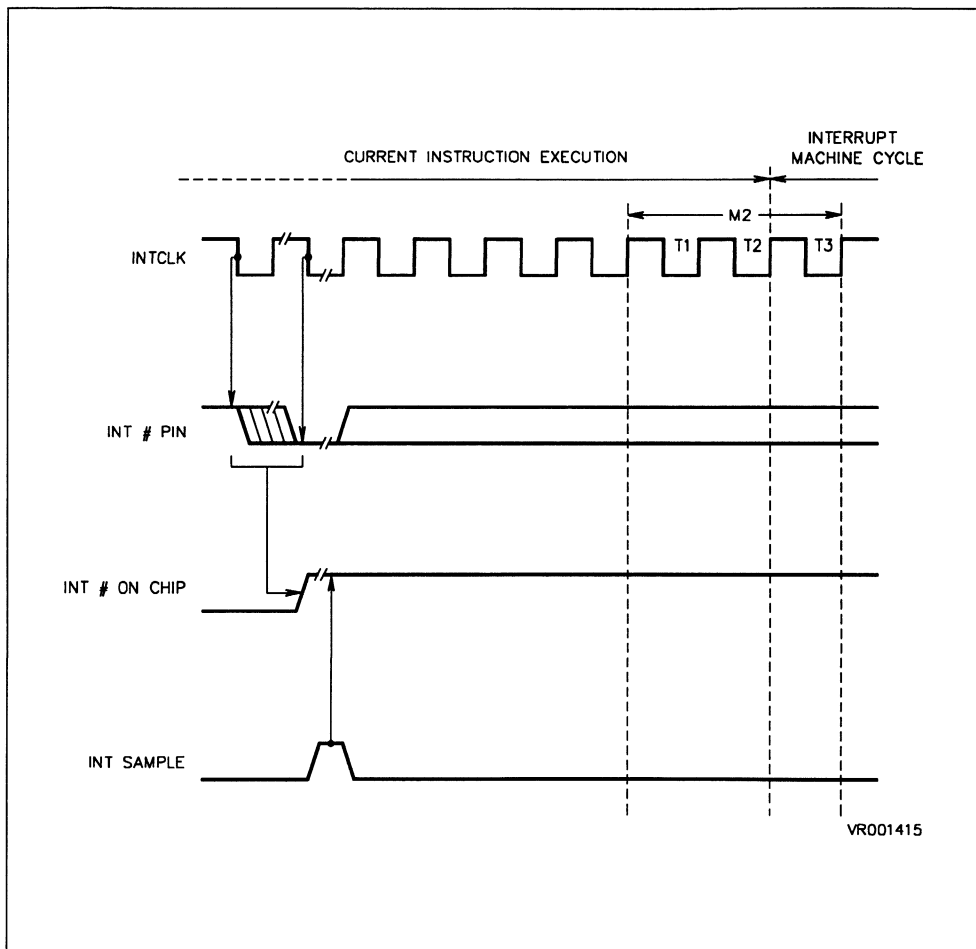 CURRENT INSTRUCTION EXECUTION
INTERRUPT
MACHINE CYCLE
M2
INTCLK
T1
T2
T3
INT # PIN
INT # ON CHIP
INT SAMPLE
VR001415